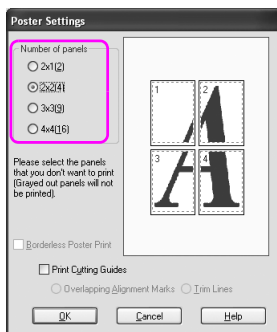 Poster Settings
Number of panels
2x1(2)
2x2(4)
3x3(9)
4x4(16)
1
2
3
4
A
Please select the panels
that you don't want to print
(Grayed out panels will not
be printed).
Borderless Poster Print
Print Cutting Guides
Overlapping Alignment Marks
Trim Lines
OK
Cancel
Help